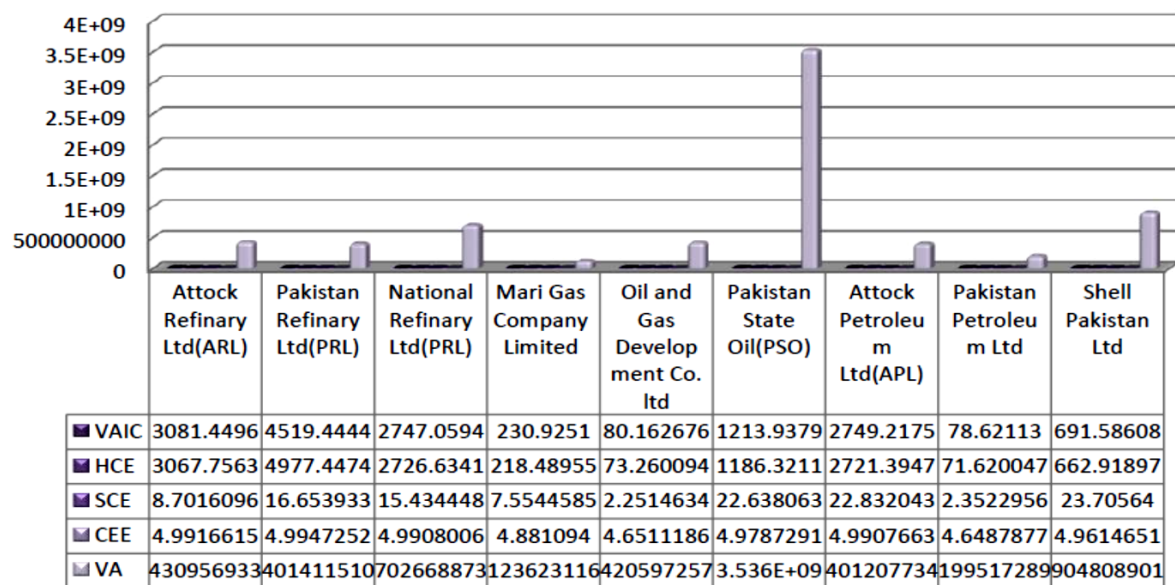 4E+09
3.5E+09
3E+09
2.5E+09
2E+09
1.5E+09
1E+09
500000000
0
Attock Refinary Ltd(ARL)
Pakistan Refinary Ltd(PRL)
National Refinary Ltd(PRL)
Mari Gas Company Limited
Oil and Gas Develop ment Co. ltd
Pakistan State Oil(PSO)
Attock Petroleu m Ltd(APL)
Pakistan Petroleu m Ltd
Shell Pakistan Ltd
VAIC 3081.4496 4519.4444 2747.0594 230.9251 80.162676 1213.9379 2749.2175 78.62113 691.58608
HCE 3067.7563 4977.4474 2726.6341 218.48955 73.260094 1186.3211 2721.3947 71.620047 662.91897
SCE 8.7016096 16.653933 15.434448 7.5544585 2.2514634 22.638063 22.832043 2.3522956 23.70564
CEE 4.9916615 4.9947252 4.9908006 4.881094 4.6511186 4.9787291 4.9907663 4.6487877 4.9614651
VA 430956933 401411510 702668873 123623116 420597257 3.536E+09 401207734 199517289 904808901